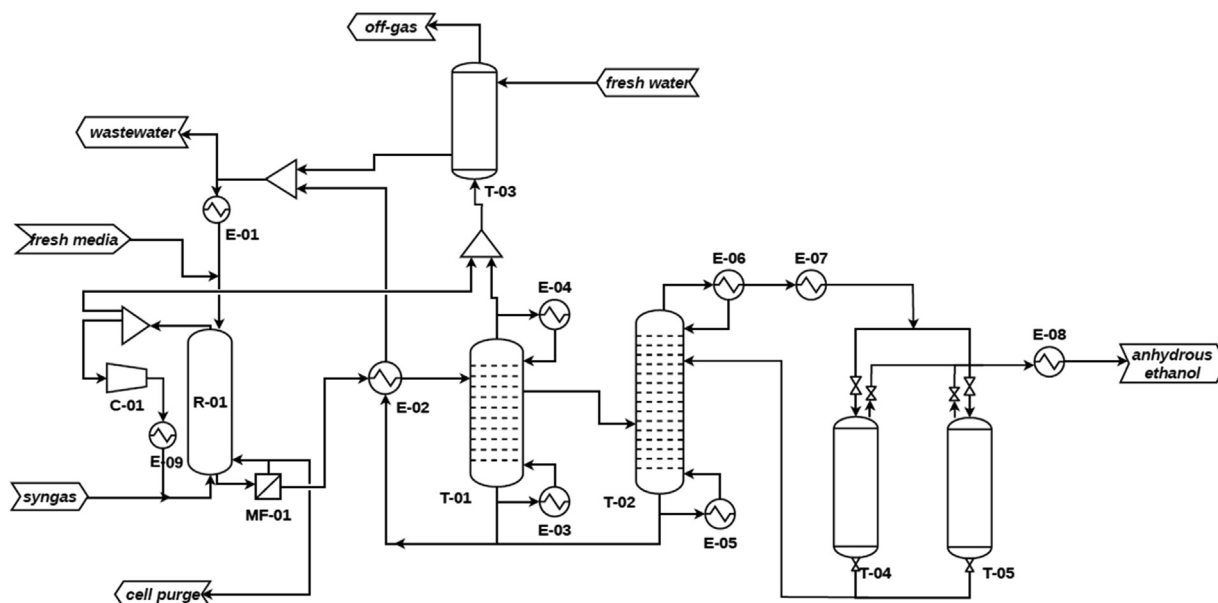 off-gas
fresh water
wastewater
T-03
E-01
fresh media
E-06
E-07
E-04
E-08
anhydrous
ethanol
R-01
C-01
E-02
E-09
syngas
MF-01
T-01
E-03
T-02
E-05
T-04
T-05
cell purge